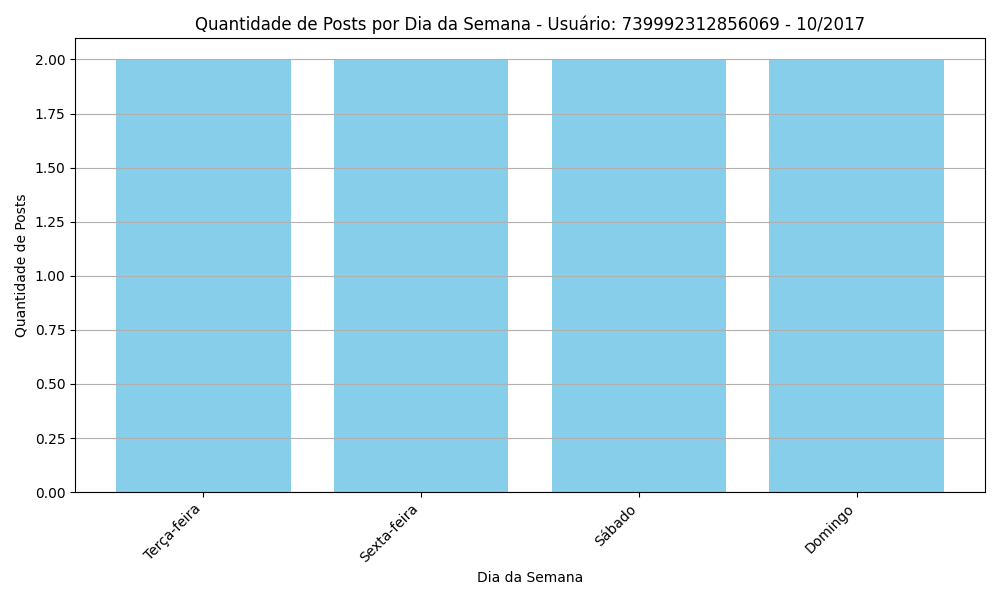 Quantidade de Posts por Dia da Semana - Usuário: 739992312856069 - 10/2017
Quantidade de Posts
2.00
1.75
1.50
1.25
1.00
0.75
0.50
0.25
0.00
Terça-feira
Sexta-feira
Sábado
Domingo
Dia da Semana